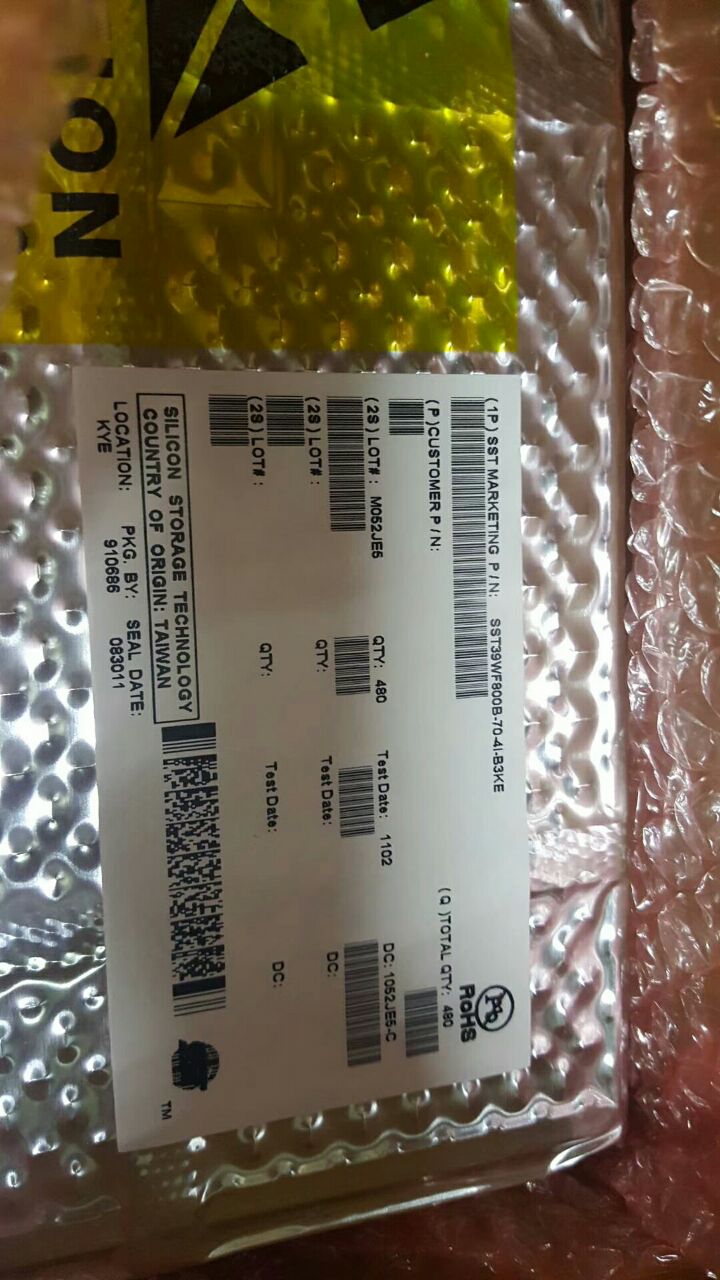 ION
(1P) SST MARKETING P/N: SST39WF800B-70-4I-B3KE
Pb
RoHS
(P)CUSTOMER P/N: (Q)TOTAL QTY: 480
(2S) LOT#: M052JE5 QTY: 480 Test Date: 1102 DC: 1052JE5-C
(2S) LOT#: QTY: Test Date: DC:
(2S) LOT#: QTY: Test Date: DC:
SILICON STORAGE TECHNOLOGY
COUNTRY OF ORIGIN: TAIWAN
LOCATION: PKG. BY: SEAL DATE:
KYE 910686 083011
TM